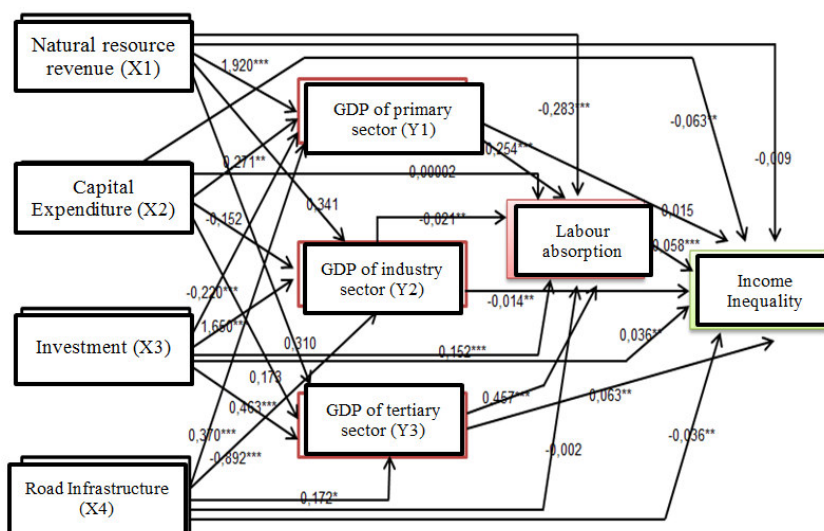 Natural resource
revenue (X1)
1,920***
GDP of primary
sector (Y1)
-0,283***
-0,063**
-0,009
0,254***
0,271**
0,00002
Capital
Expenditure (X2)
0,341
-0,152
-0,021**
0,015
Labour
absorption
0,058***
GDP of industry
sector (Y2)
-0,014**
Income
Inequality
-0,220***
1,650***
Investment (X3)
0,310
0,152***
0,036**
0,173
0,463***
GDP of tertiary
sector (Y3)
0,457***
0,063**
0,370***
-0,892***
-0,002
-0,036**
Road Infrastructure
(X4)
0,172*